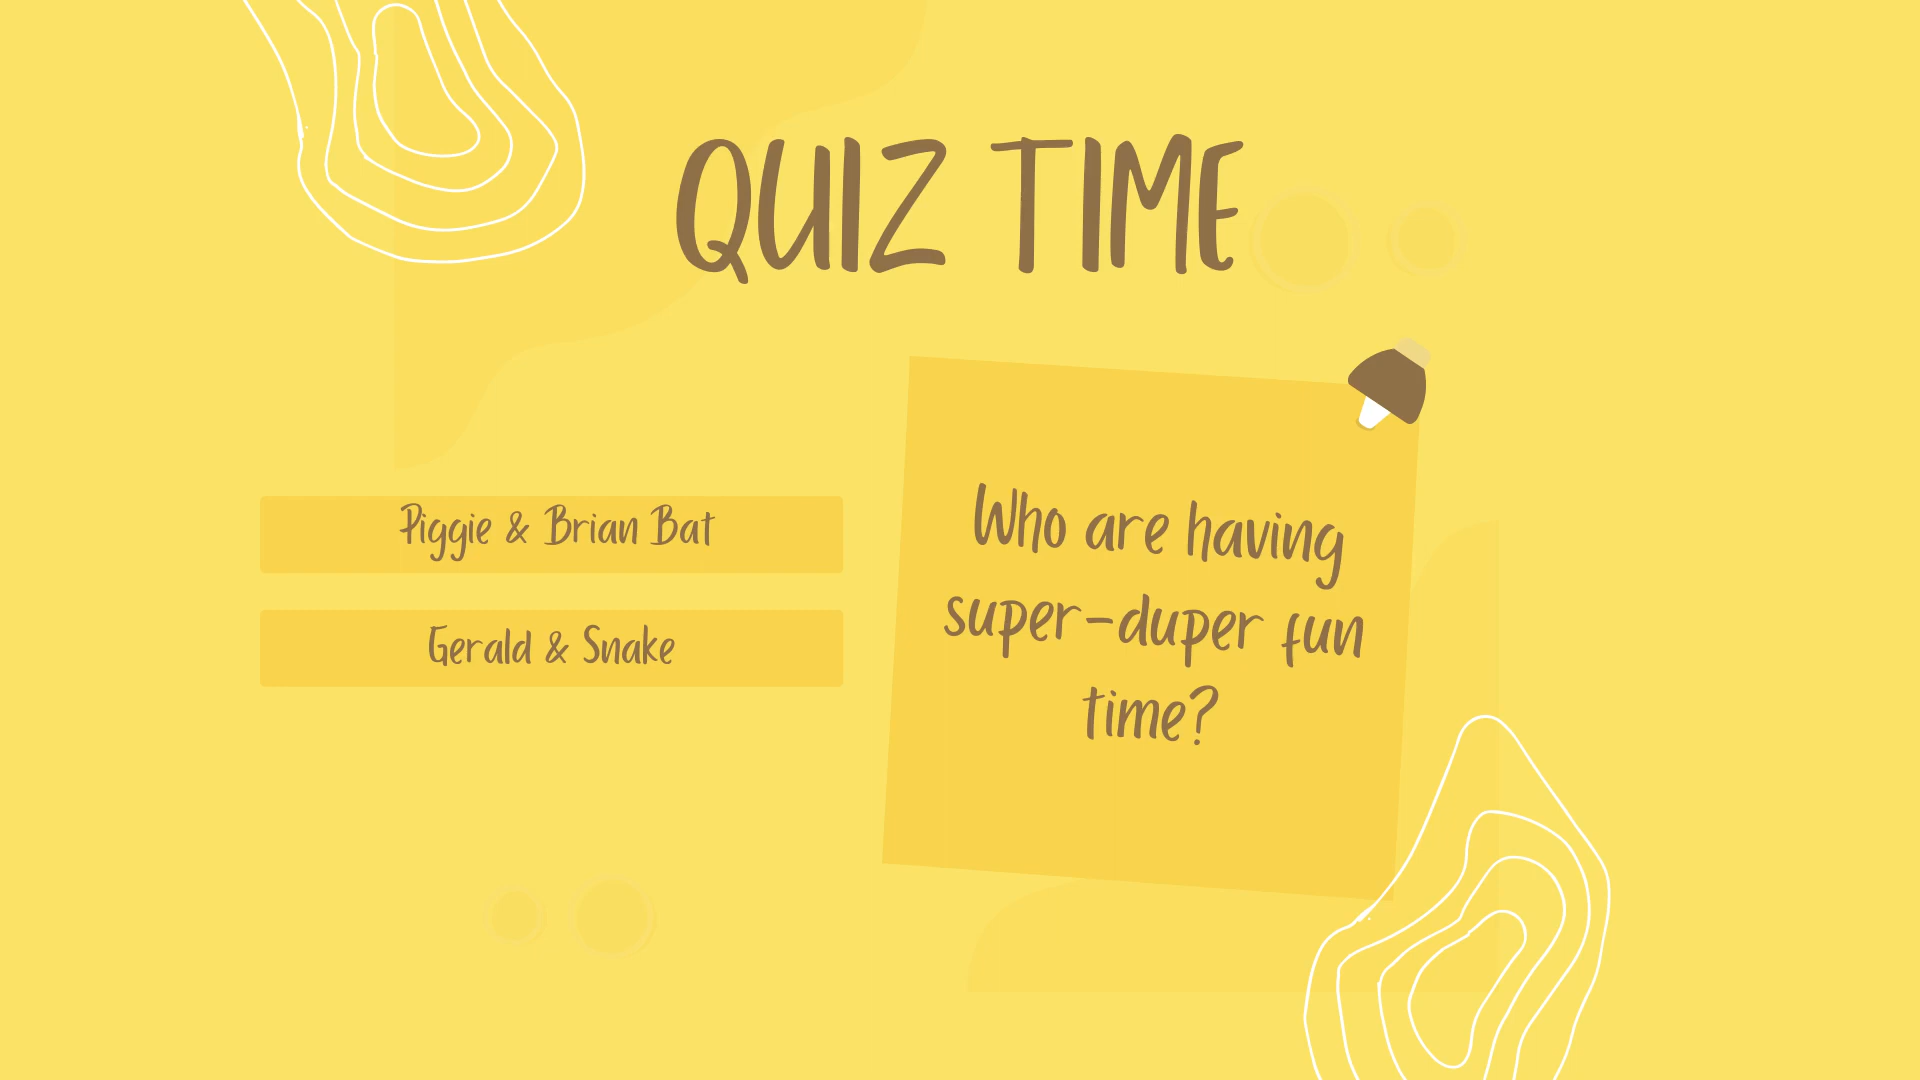 QUIZ TIME
Piggie & Brian Bat
Gerald & Snake
Who are having
super-duper fun
time?